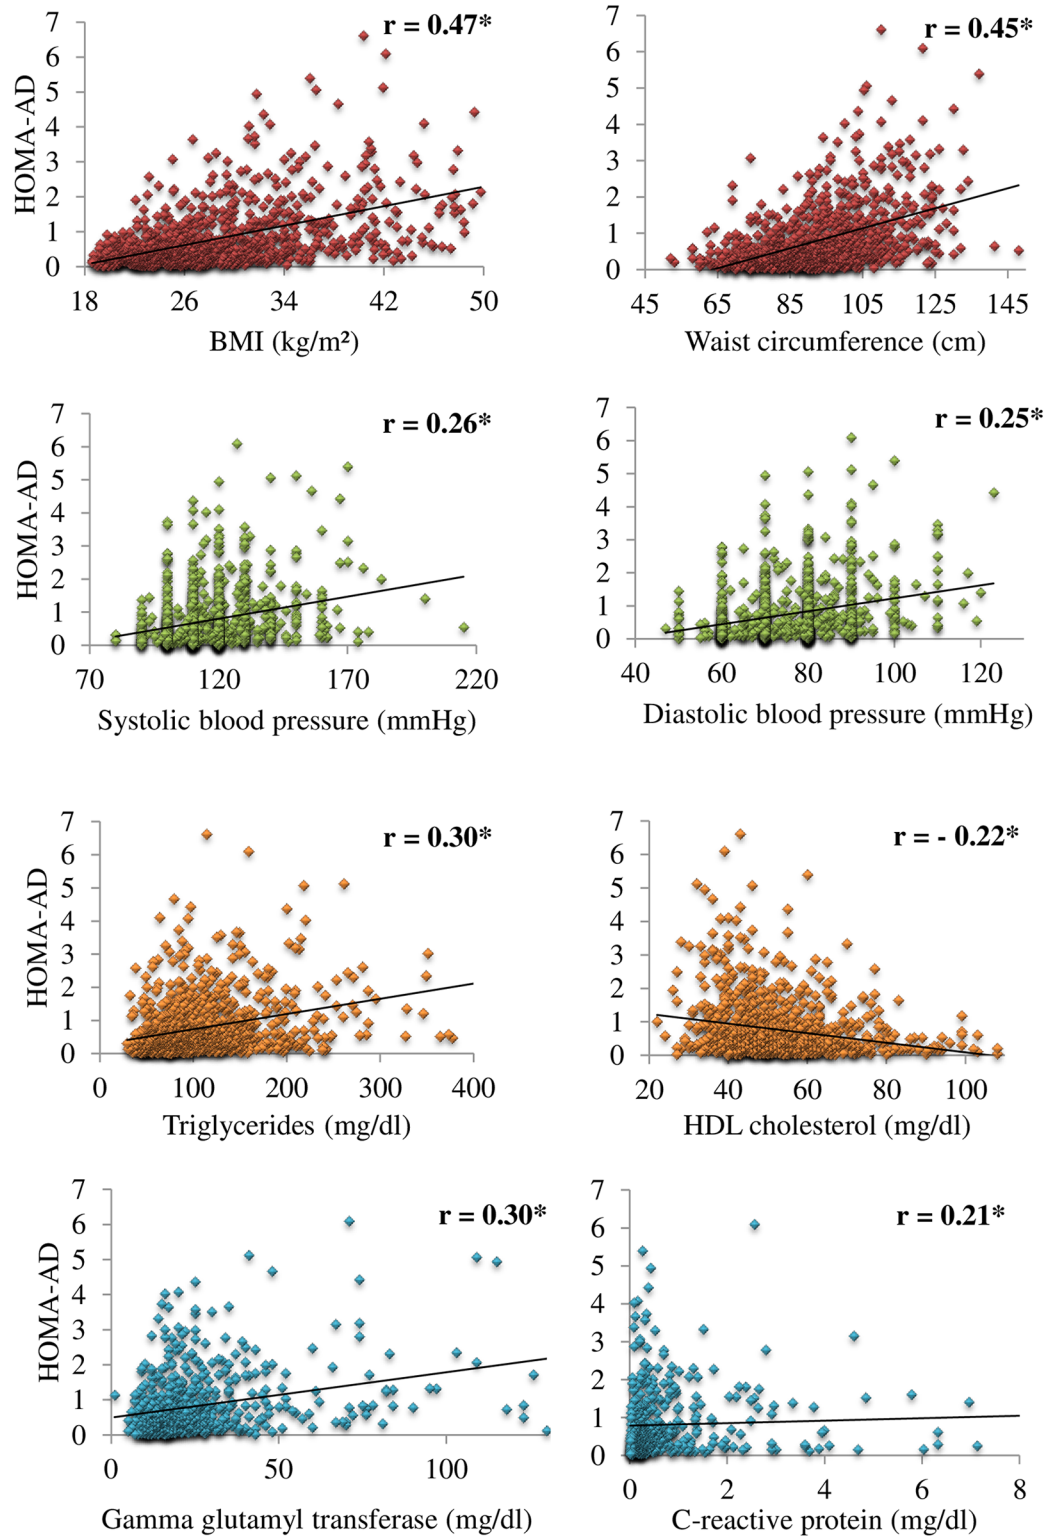 r = 0.47*
7
6
5
4
3
2
1
0
HOMA-AD
18 26 34 42 50
BMI (kg/m²)
r = 0.45*
7
6
5
4
3
2
1
0
45 65 85 105 125 145
Waist circumference (cm)
r = 0.26*
7
6
5
4
3
2
1
0
HOMA-AD
70 120 170 220
Systolic blood pressure (mmHg)
r = 0.25*
7
6
5
4
3
2
1
0
40 60 80 100 120
Diastolic blood pressure (mmHg)
r = 0.30*
7
6
5
4
3
2
1
0
HOMA-AD
0 100 200 300 400
Triglycerides (mg/dl)
r = - 0.22*
7
6
5
4
3
2
1
0
20 40 60 80 100
HDL cholesterol (mg/dl)
r = 0.30*
7
6
5
4
3
2
1
0
HOMA-AD
0 50 100
Gamma glutamyl transferase (mg/dl)
r = 0.21*
7
6
5
4
3
2
1
0
0 2 4 6 8
C-reactive protein (mg/dl)